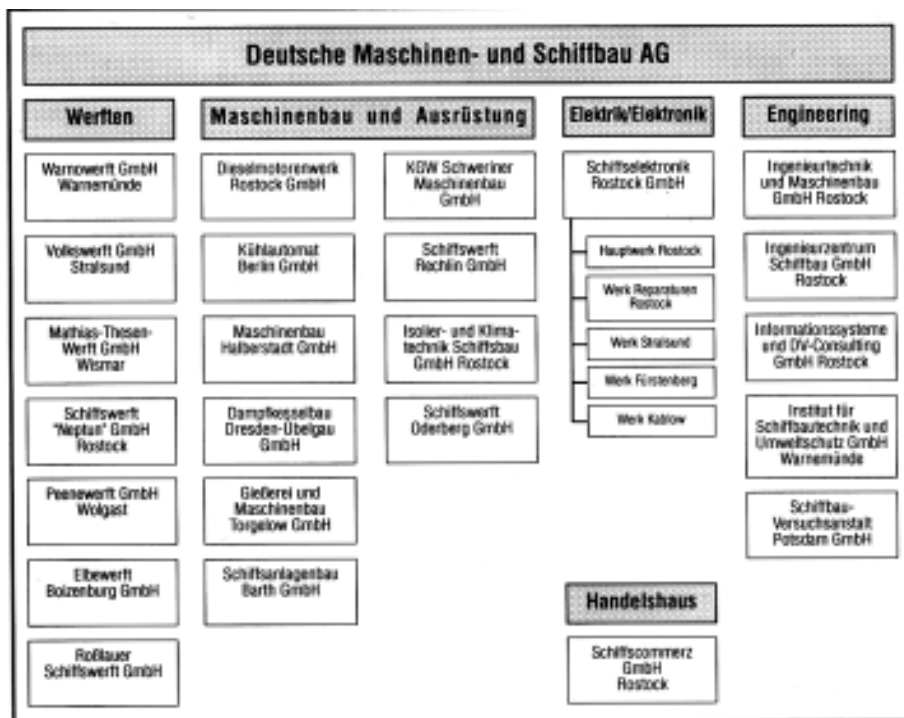 Deutsche Maschinen- und Schiffbau AG
Werften
Warnowerft GmbH
Warnemünde
Volkswerft GmbH
Stralsund
Mathias-Thesen-
Werft GmbH
Wismar
Schiffswerft
"Neptun" GmbH
Rostock
Peenewerft GmbH
Wolgast
Elbewerft
Boizenburg GmbH
Roßlauer
Schiffswerft GmbH
Maschinenbau und Ausrüstung
Dieselmotorenwerk
Rostock GmbH
Kühlautomat
Berlin GmbH
Maschinenbau
Halberstadt GmbH
Dampfkesselbau
Dresden-Übelgau
GmbH
Gießerei und
Maschinenbau
Torgelow GmbH
Schiffsanlagenbau
Barth GmbH
KGW Schweriner
Maschinenbau
GmbH
Schiffswerft
Rechlin GmbH
Isolier- und Klima-
technik Schiffsbau
GmbH Rostock
Schiffswerft
Oderberg GmbH
Elektrik/Elektronik
Schiffselektronik
Rostock GmbH
Hauptwerk Rostock
Werk Reparaturen
Rostock
Werk Stralsund
Werk Fürstenberg
Werk Kablow
Handelshaus
Schiffscommerz
GmbH
Rostock
Engineering
Ingenieurtechnik
und Maschinenbau
GmbH Rostock
Ingenieurzentrum
Schiffbau GmbH
Rostock
Informationssysteme
und DV-Consulting
GmbH Rostock
Institut für
Schiffbautechnik und
Umweltschutz GmbH
Warnemünde
Schiffbau-
Versuchsanstalt
Potsdam GmbH